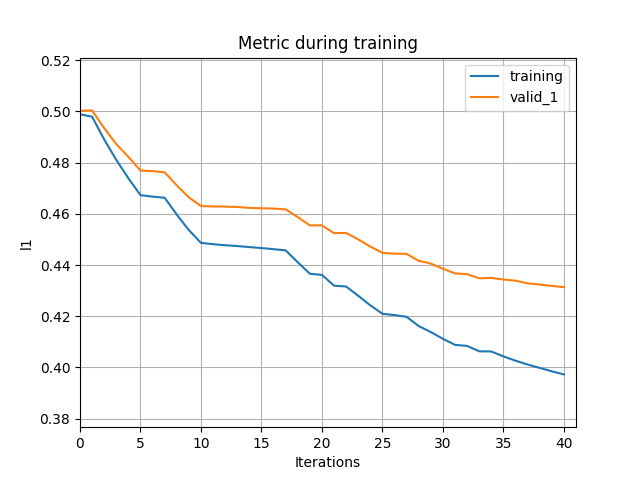 Metric during training
0.52
0.50
0.48
0.46
0.44
0.42
0.40
0.38
l1
training
valid_1
0 5 10 15 20 25 30 35 40
Iterations